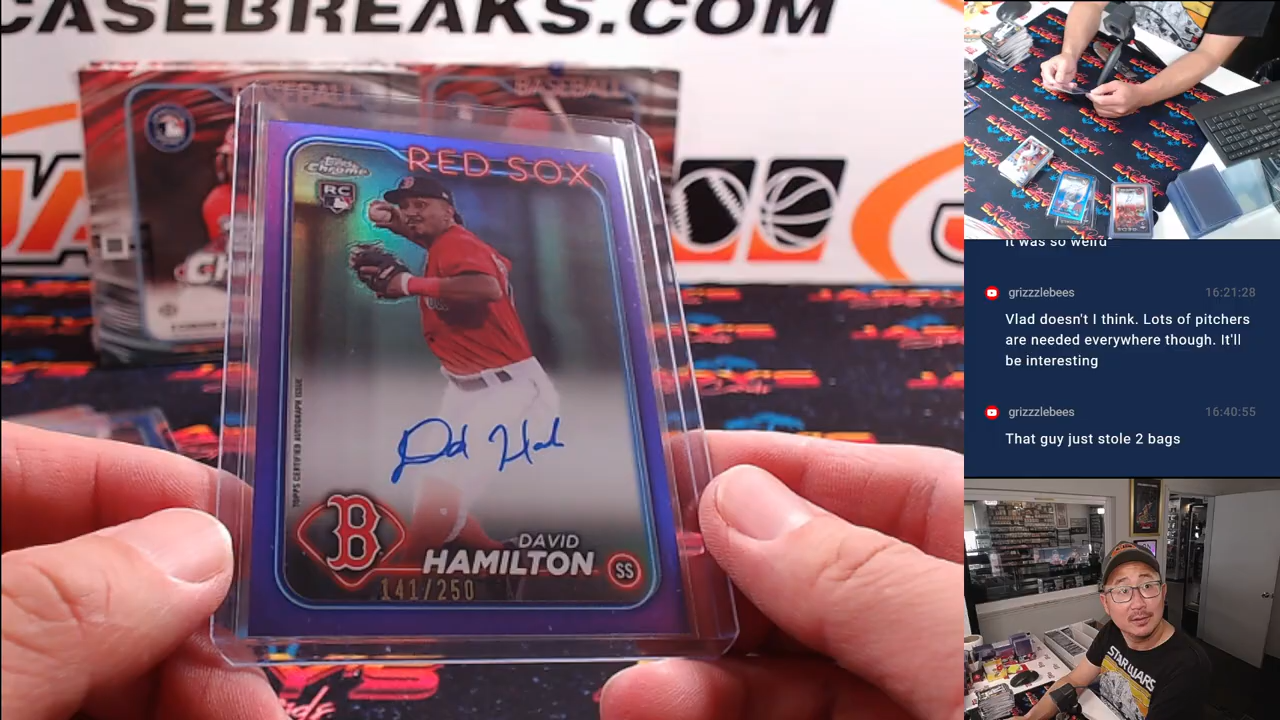 CASEBREAKS.COM
BASEBALL
BASEBALL
Topps
Chrome
RED SOX
RC
TOPPS CERTIFIED AUTOGRAPH ISSUE
B
DAVID
HAMILTON
SS
141/250
it was so weird
grizzzlebees
16:21:28
Vlad doesn't I think. Lots of pitchers
are needed everywhere though. It'll
be interesting
grizzzlebees
16:40:55
That guy just stole 2 bags
STAR WARS